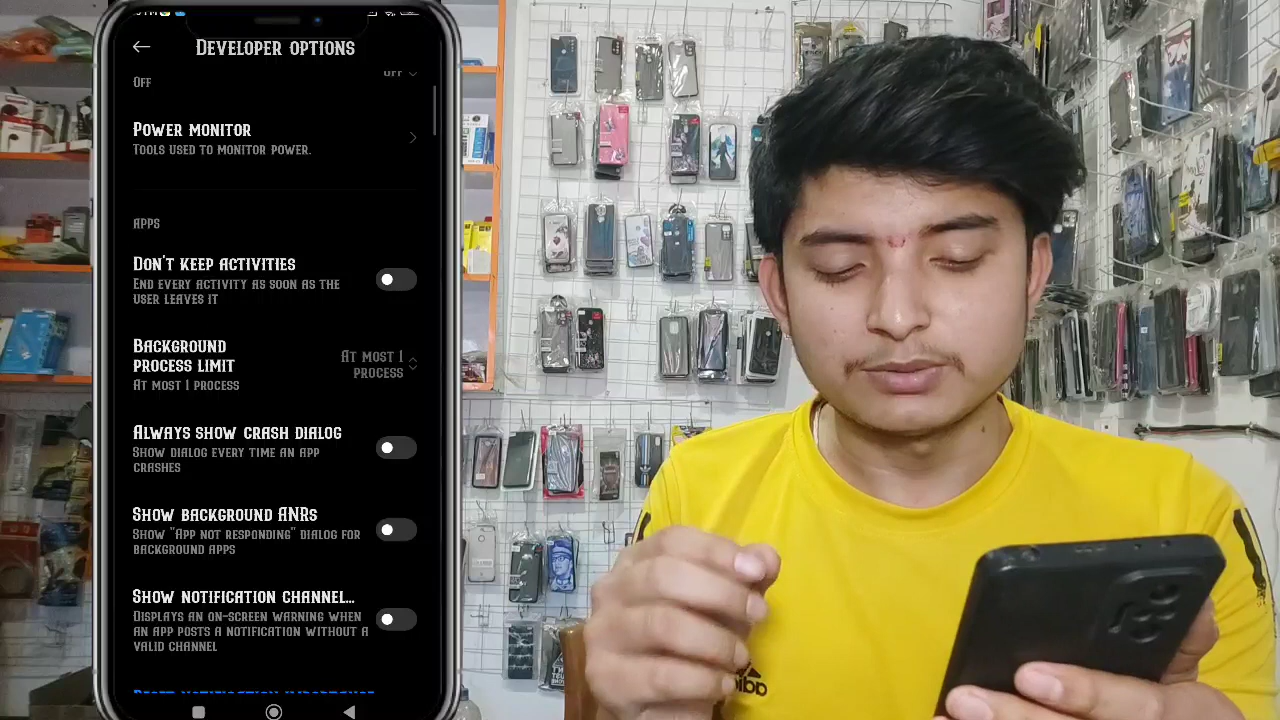 Developer options
Off
Off
Power monitor
Tools used to monitor power.
APPS
Don't keep activities
End every activity as soon as the
user leaves it
Background
process limit
At most 1 process
At most 1
process
Always show crash dialog
Show dialog every time an app
crashes
Show background ANRs
Show "App not responding" dialog for
background apps
Show notification channel...
Displays an on-screen warning when
an app posts a notification without a
valid channel
Reset notification importance
adidas